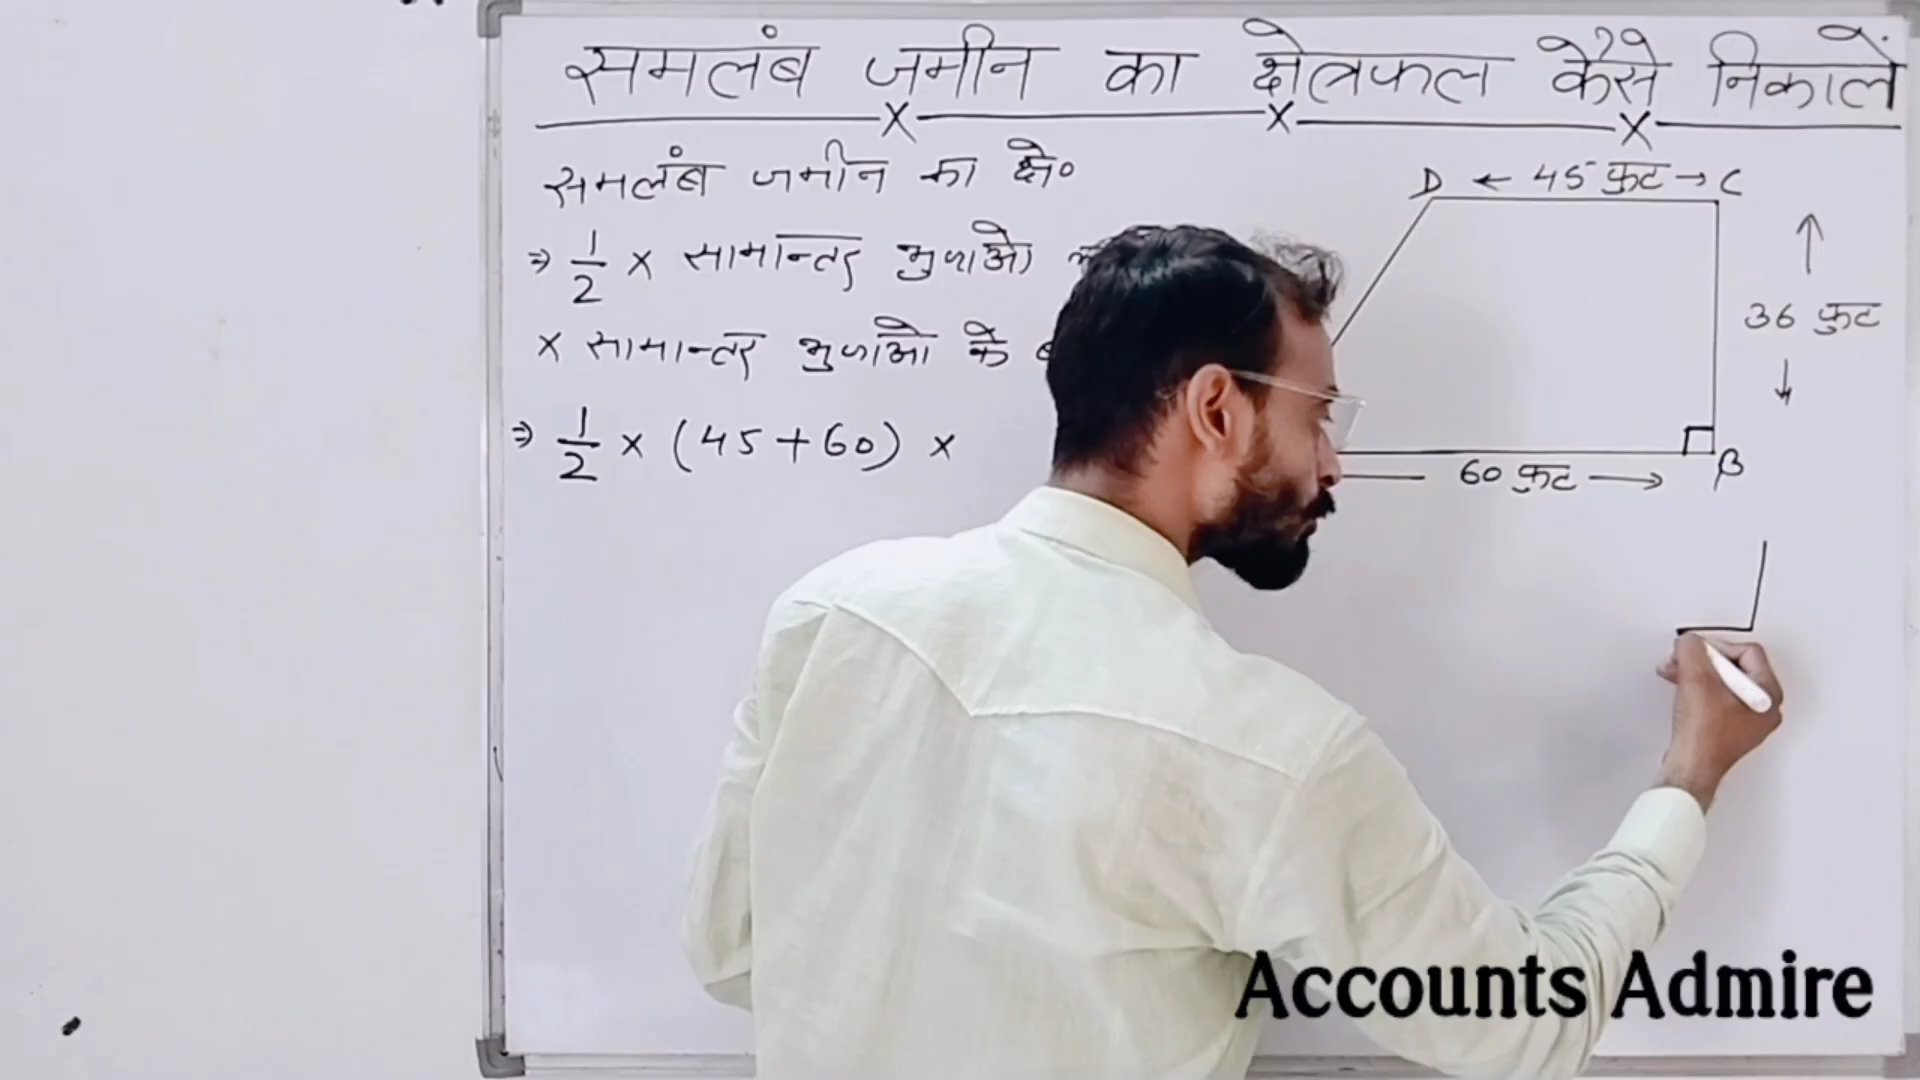 समलंब जमीन का क्षेत्रफल कैसे निकालें?
समलंब जमीन का क्षे०
⇒ 1/2 × सामान्तर भुजाओ
× सामान्तर भुजाओ के
⇒ 1/2 × (45+60) ×
D ← 45 फुट → C
↑
36 फुट
↓
60 फुट → B
Accounts Admire